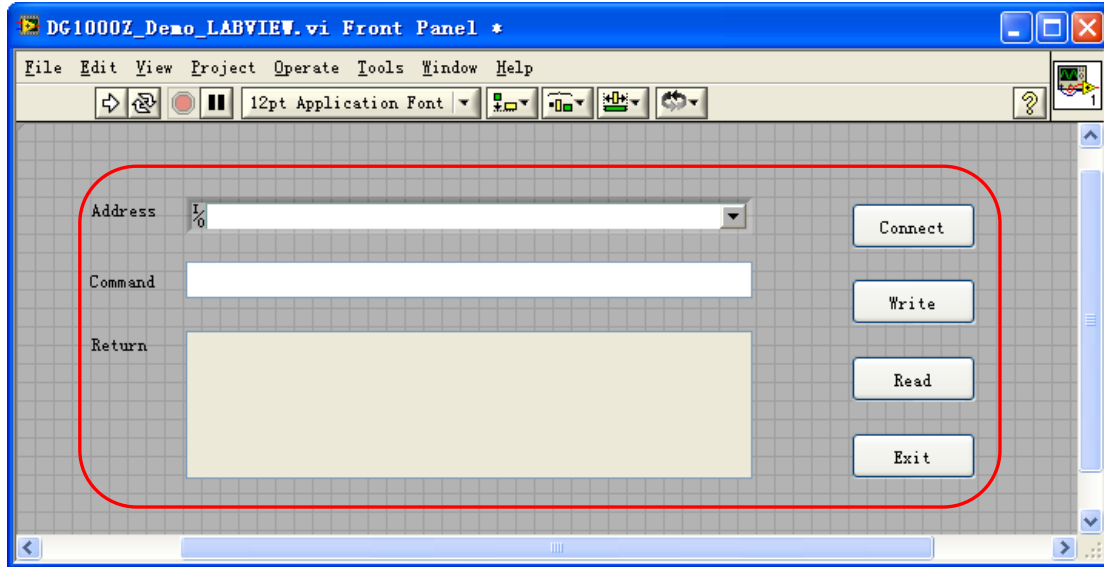 DG1000Z_Demo_LABVIEW.vi Front Panel *
File Edit View Project Operate Tools Window Help
12pt Application Font
?
1
Address
I/O
Connect
Command
Write
Return
Read
Exit